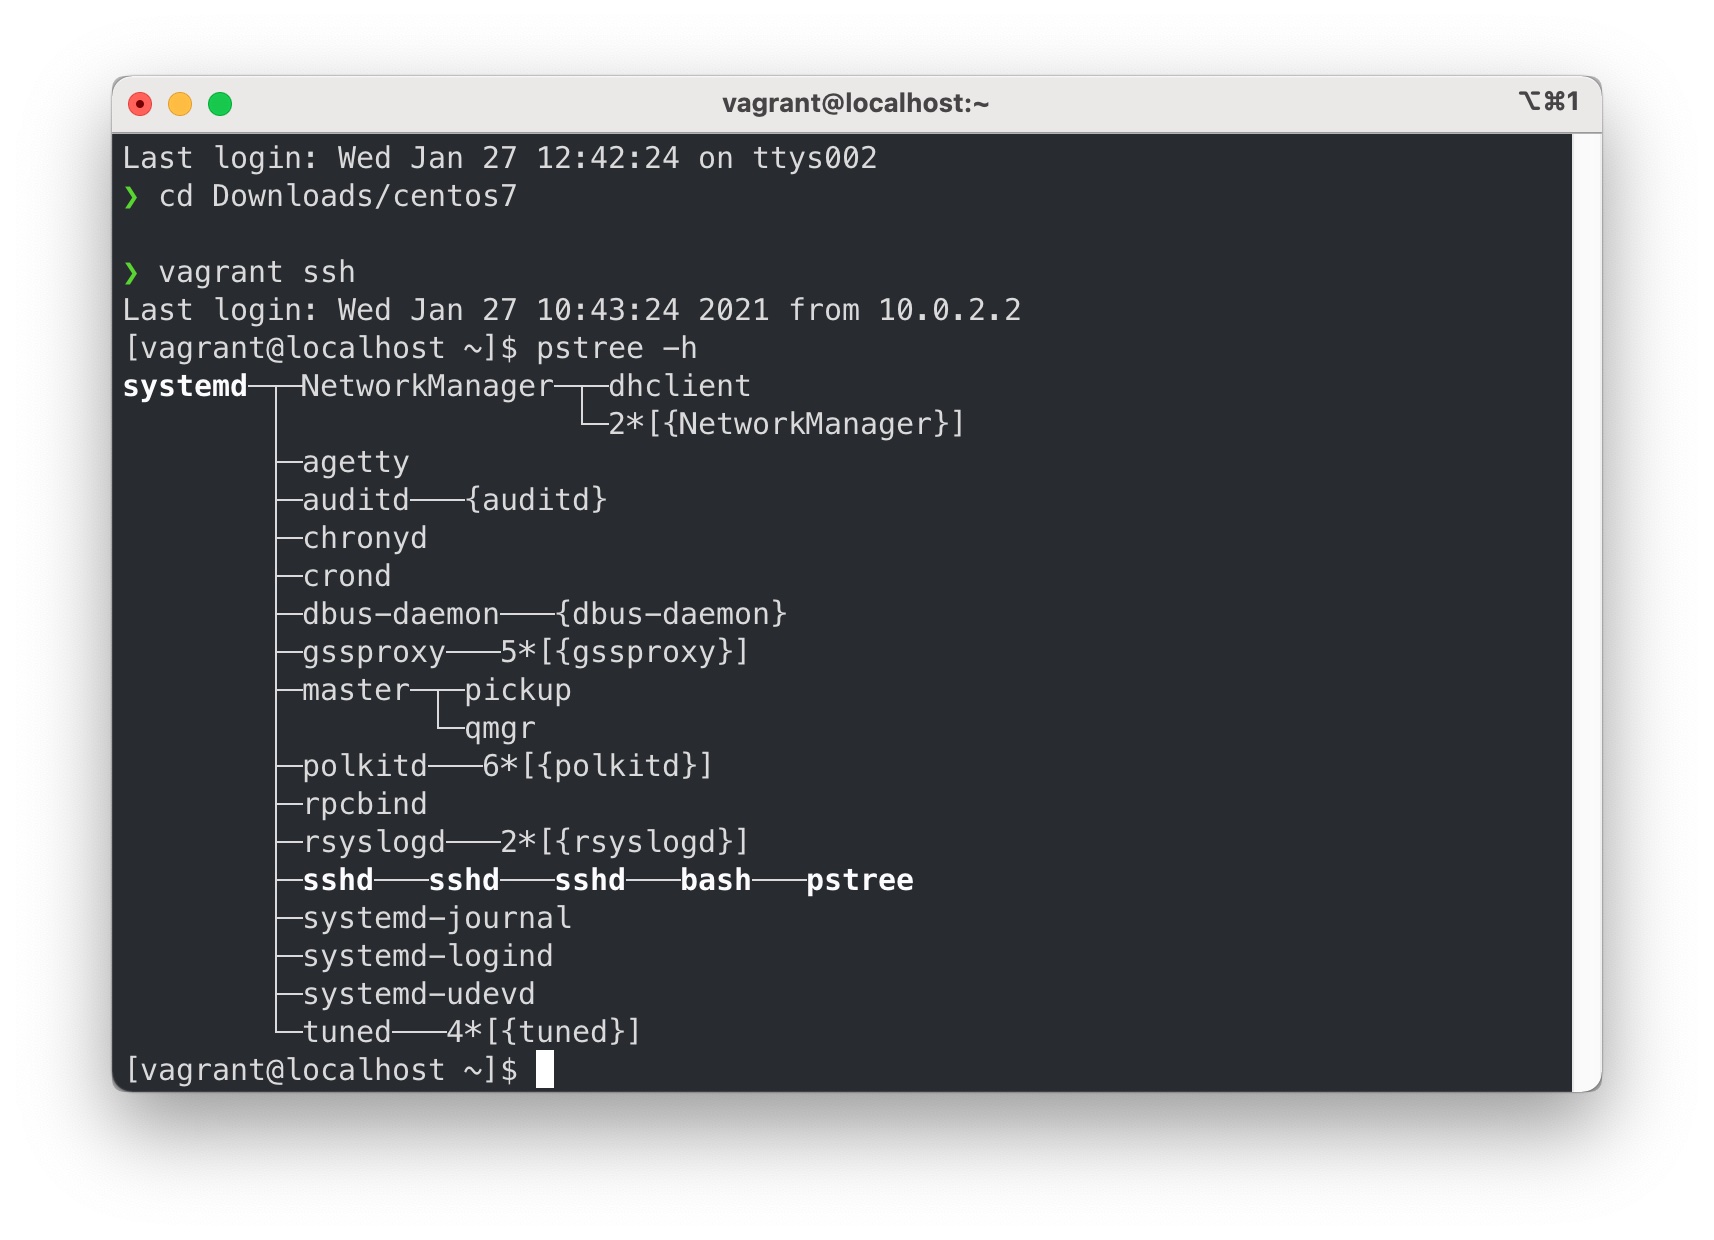 vagrant@localhost:~ ⌥⌘1
Last login: Wed Jan 27 12:42:24 on ttys002
❯ cd Downloads/centos7
❯ vagrant ssh
Last login: Wed Jan 27 10:43:24 2021 from 10.0.2.2
[vagrant@localhost ~]$ pstree -h
systemd─┬─NetworkManager─┬─dhclient
        │                └─2*[{NetworkManager}]
        ├─agetty
        ├─auditd───{auditd}
        ├─chronyd
        ├─crond
        ├─dbus-daemon───{dbus-daemon}
        ├─gssproxy───5*[{gssproxy}]
        ├─master─┬─pickup
        │        └─qmgr
        ├─polkitd───6*[{polkitd}]
        ├─rpcbind
        ├─rsyslogd───2*[{rsyslogd}]
        ├─sshd───sshd───sshd───bash───pstree
        ├─systemd-journal
        ├─systemd-logind
        ├─systemd-udevd
        └─tuned───4*[{tuned}]
[vagrant@localhost ~]$